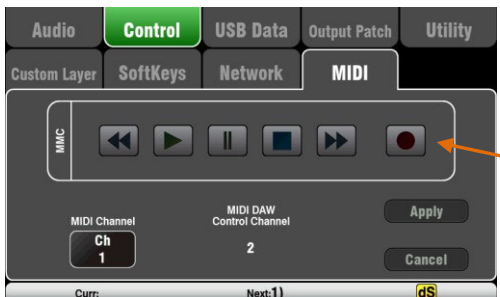 Audio Control USB Data Output Patch Utility
Custom Layer SoftKeys Network MIDI
MMC
MIDI Channel
Ch
1
MIDI DAW
Control Channel
2
Apply
Cancel
Curr: Next:1) dS